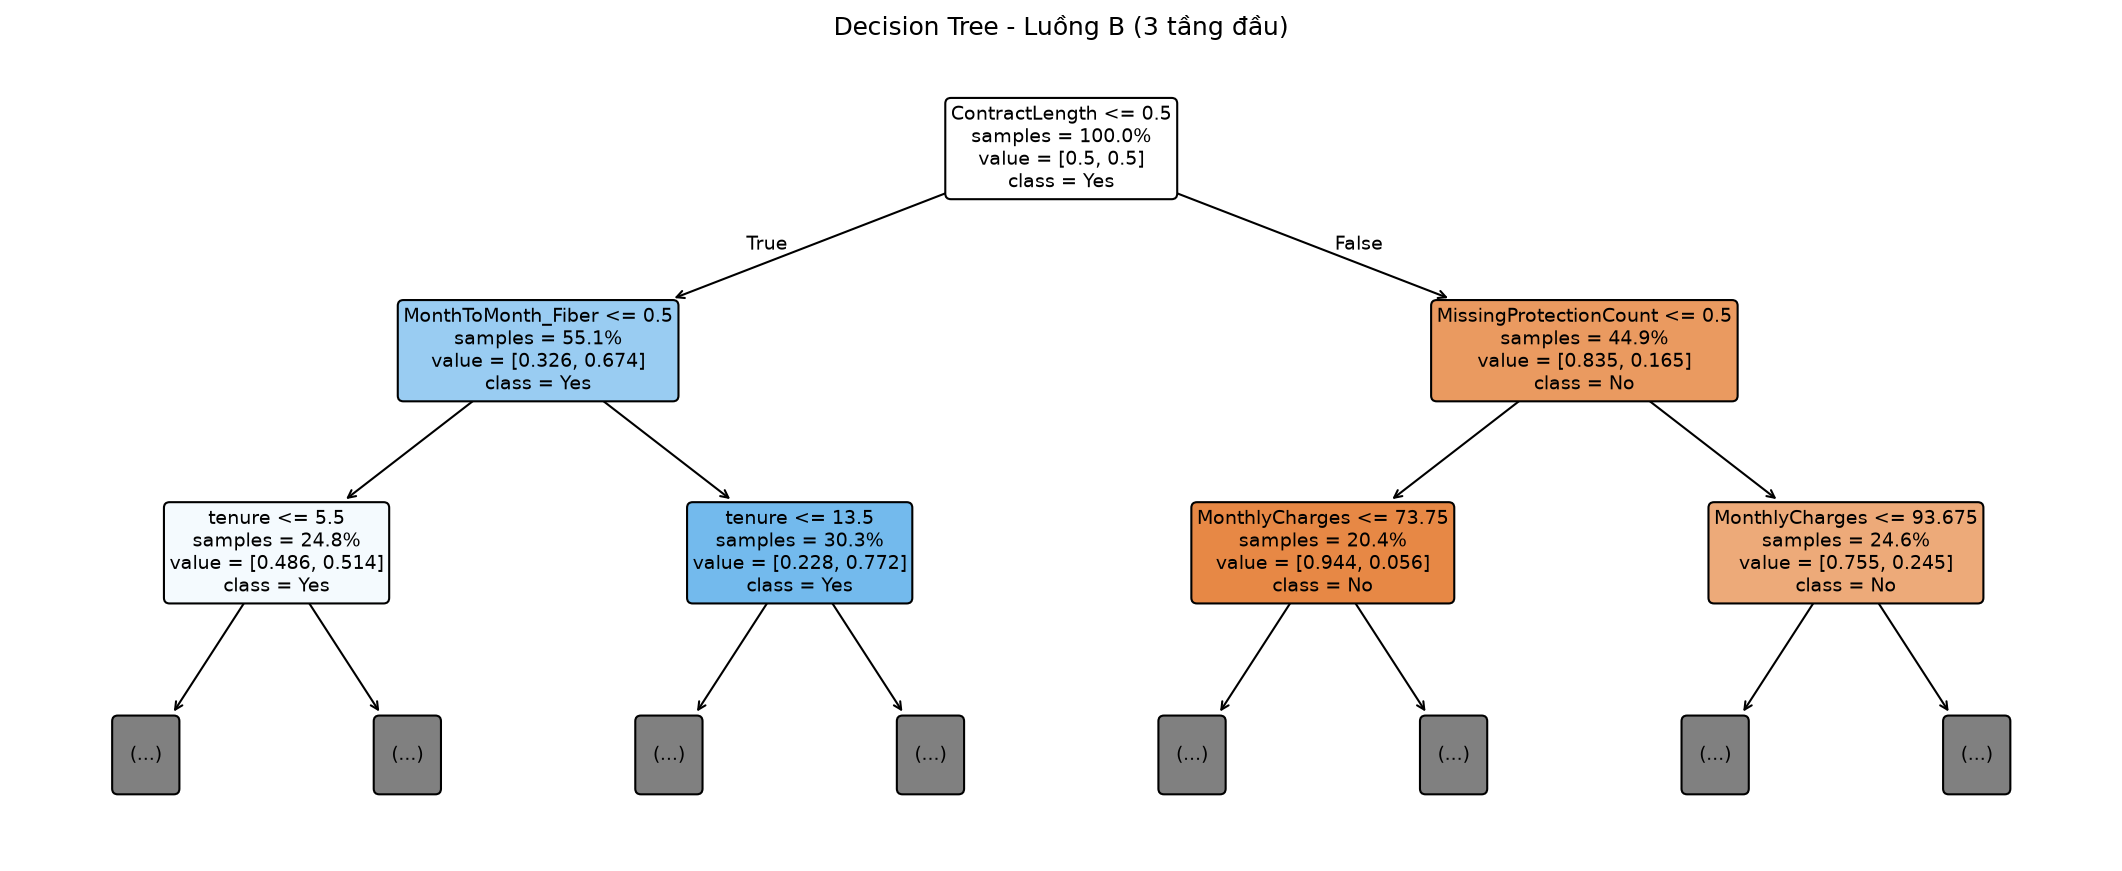 Decision Tree - Luồng B (3 tầng đầu)
ContractLength <= 0.5
samples = 100.0%
value = [0.5, 0.5]
class = Yes
True
False
MonthToMonth_Fiber <= 0.5
samples = 55.1%
value = [0.326, 0.674]
class = Yes
MissingProtectionCount <= 0.5
samples = 44.9%
value = [0.835, 0.165]
class = No
tenure <= 5.5
samples = 24.8%
value = [0.486, 0.514]
class = Yes
tenure <= 13.5
samples = 30.3%
value = [0.228, 0.772]
class = Yes
MonthlyCharges <= 73.75
samples = 20.4%
value = [0.944, 0.056]
class = No
MonthlyCharges <= 93.675
samples = 24.6%
value = [0.755, 0.245]
class = No
(...)
(...)
(...)
(...)
(...)
(...)
(...)
(...)